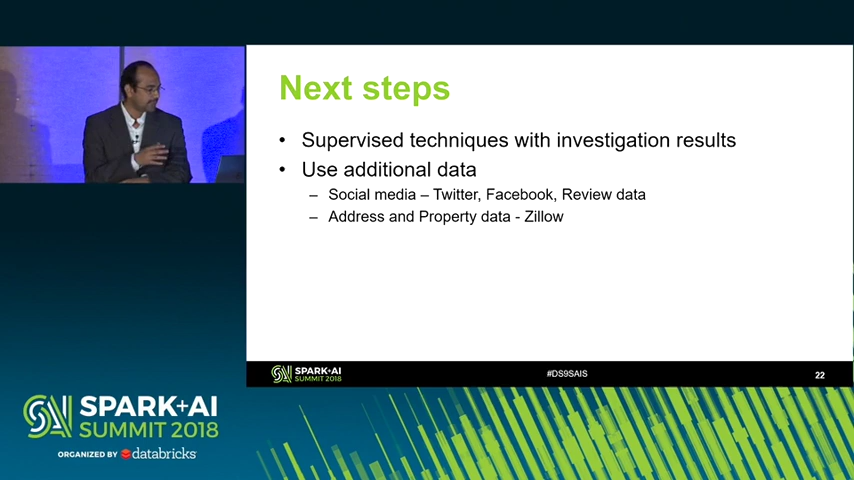 Next steps
• Supervised techniques with investigation results
• Use additional data
– Social media – Twitter, Facebook, Review data
– Address and Property data - Zillow
SPARK+AI
SUMMIT 2018
#DS9SAIS
22
SPARK+AI
SUMMIT 2018
ORGANIZED BY databricks